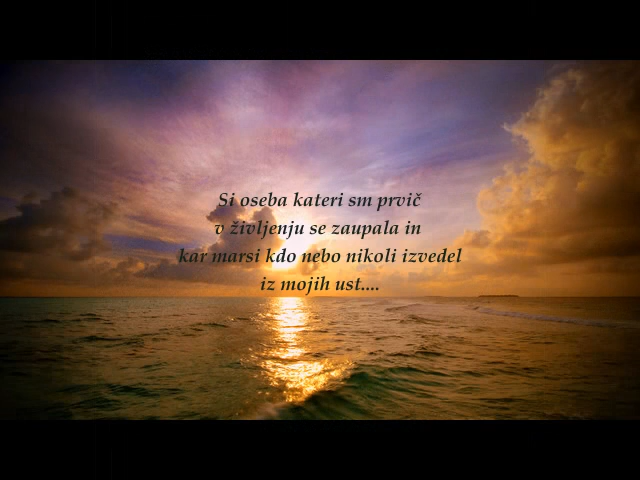 Si oseba kateri sm prvič
v življenju se zaupala in
kar marsi kdo nebo nikoli izvedel
iz mojih ust....